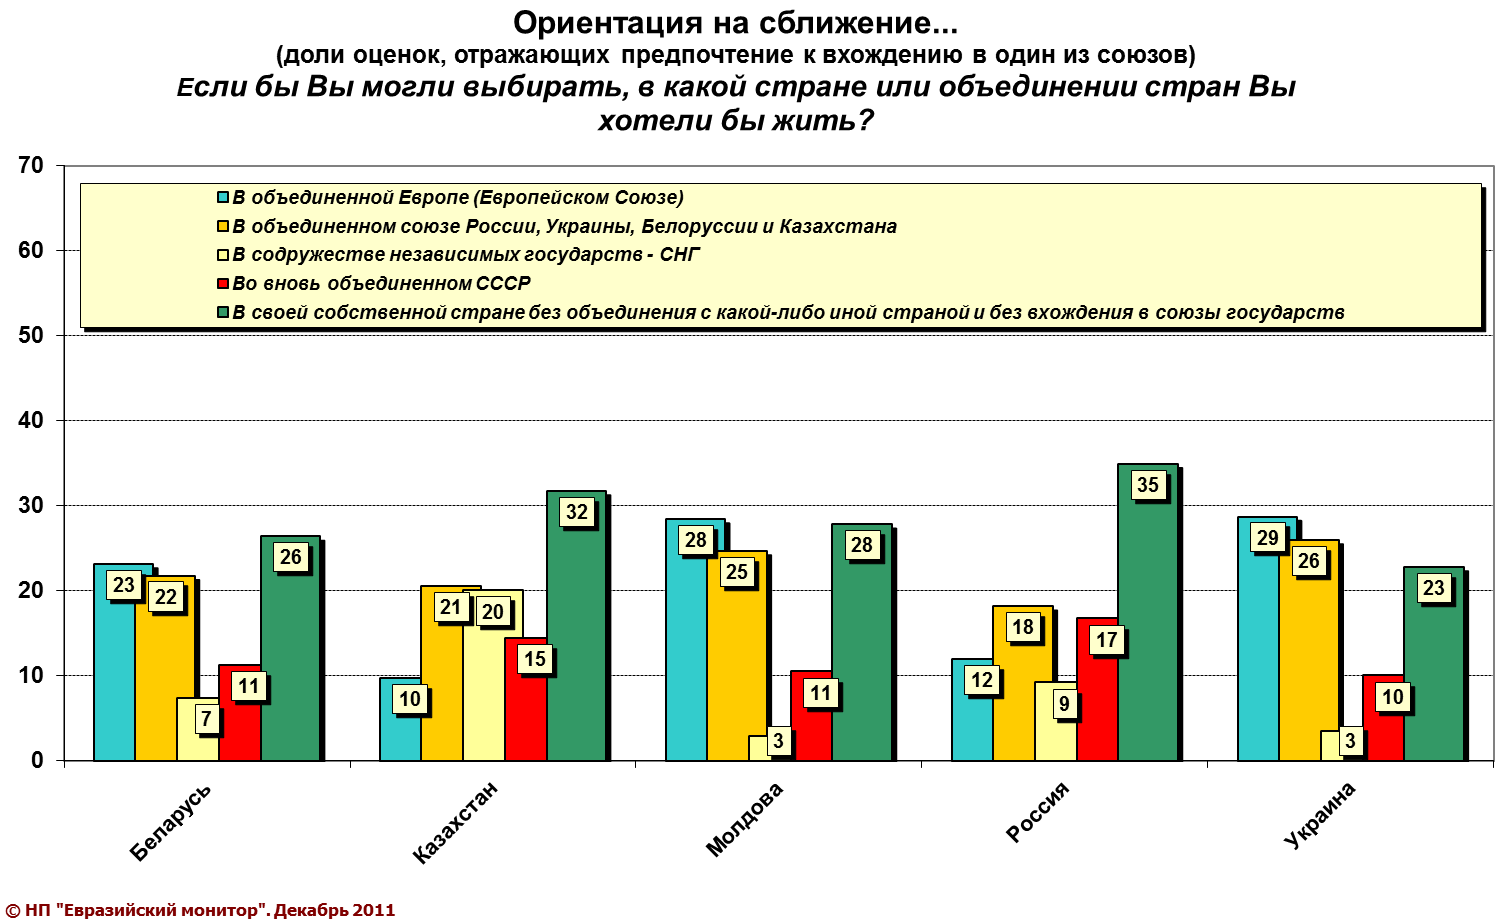 Ориентация на сближение...
(доли оценок, отражающих предпочтение к вхождению в один из союзов)
Если бы Вы могли выбирать, в какой стране или объединении стран Вы
хотели бы жить?
70
60
50
40
30
20
10
0
В объединенной Европе (Европейском Союзе)
В объединенном союзе России, Украины, Белоруссии и Казахстана
В содружестве независимых государств - СНГ
Во вновь объединенном СССР
В своей собственной стране без объединения с какой-либо иной страной и без вхождения в союзы государств
23 22 7 11 26
10 21 20 15 32
28 25 3 11 28
12 18 9 17 35
29 26 3 10 23
Беларусь
Казахстан
Молдова
Россия
Украина
© НП "Евразийский монитор". Декабрь 2011